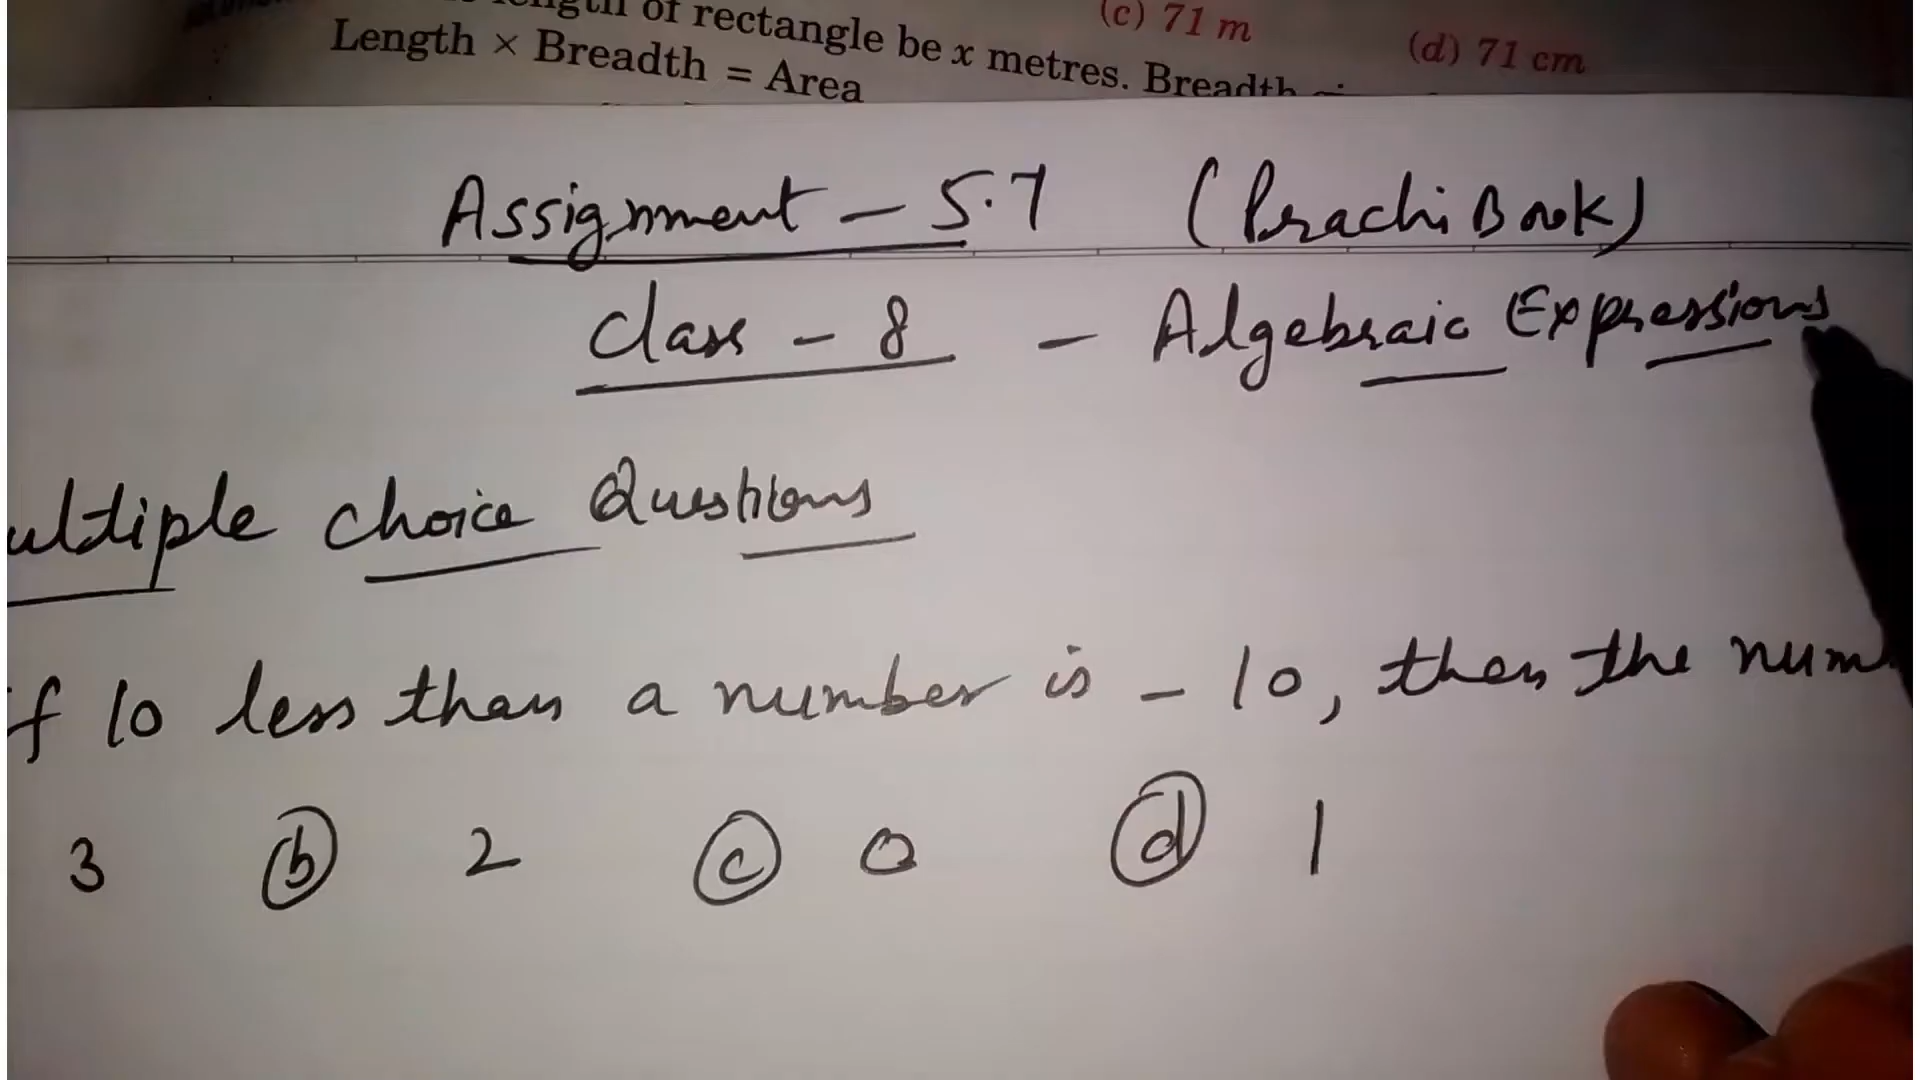 (c) 71 m
(d) 71 cm
of rectangle be x metres. Breadth
Length × Breadth = Area
Assignment - 5.7 (Prachi Book)
Class - 8 - Algebraic Expressions
ultiple choice Questions
f 10 less than a number is - 10, then the num
3 (b) 2 (c) 0 (d) 1